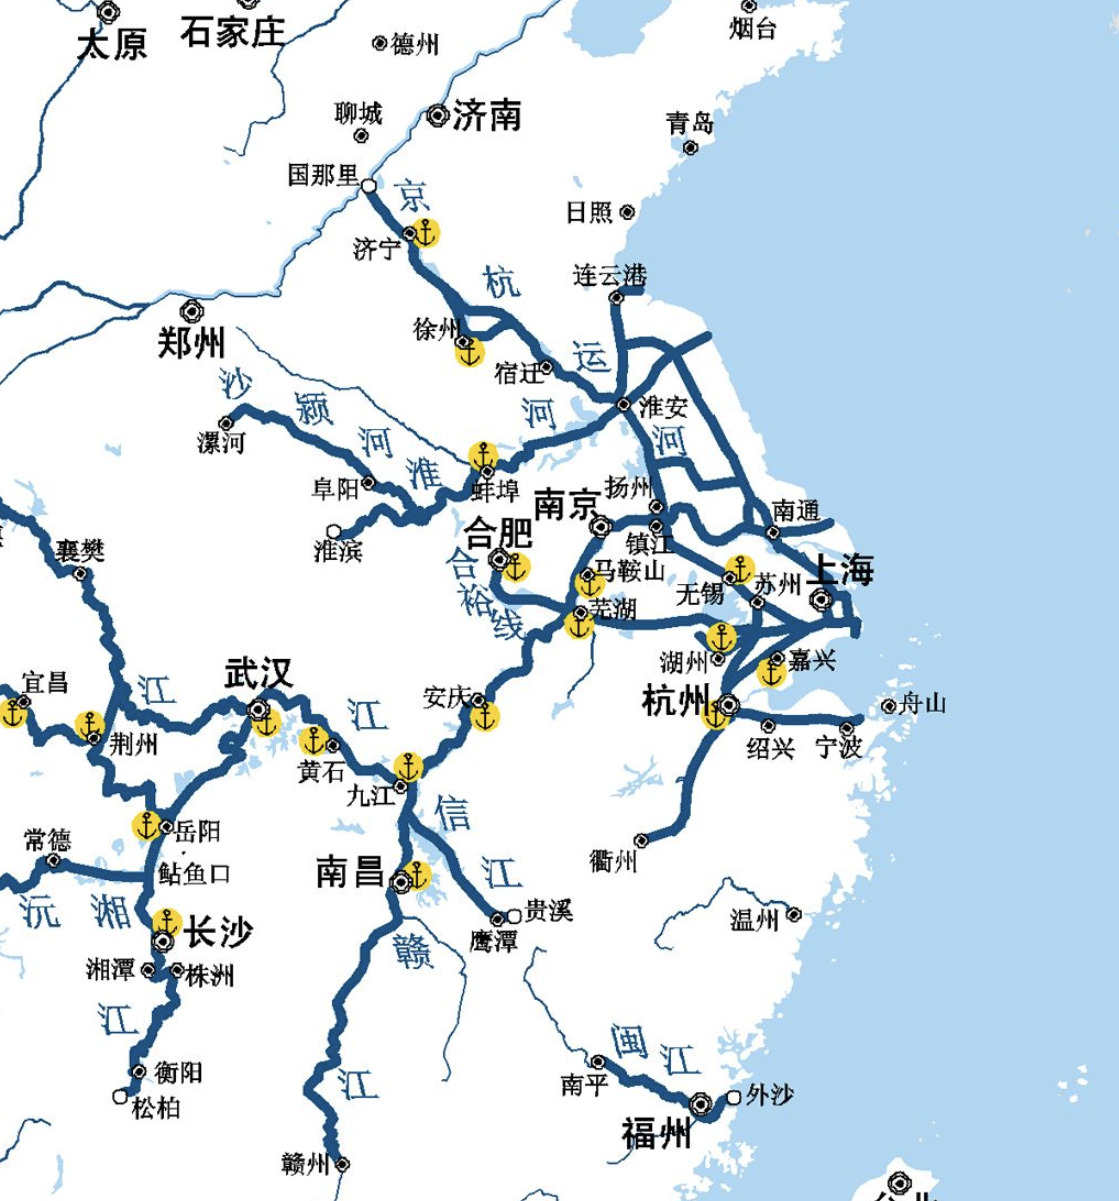 烟台
石家庄
太原
德州
聊城
济南
青岛
国那里
京
日照
济宁
连云港
杭
徐州
郑州
运
宿迁
沙
颍
河
淮安
漯河
河
河
淮
阜阳
蚌埠
扬州
南京
南通
淮滨
合肥
镇江
襄樊
合
马鞍山
上海
裕
无锡
苏州
线
芜湖
湖州
嘉兴
武汉
宜昌
江
安庆
杭州
舟山
江
荆州
绍兴
宁波
黄石
九江
信
岳阳
常德
衢州
鲇鱼口
南昌
江
沅
湘
贵溪
温州
长沙
鹰潭
赣
湘潭
株洲
江
闽
江
衡阳
南平
江
外沙
松柏
福州
赣州